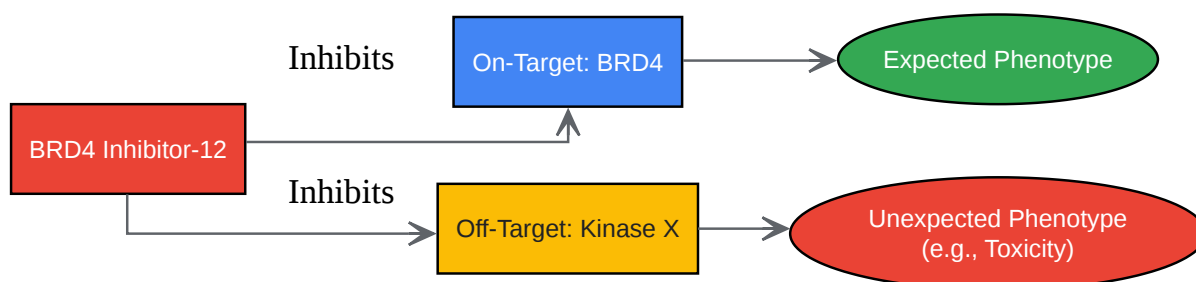 Inhibits
On-Target: BRD4
Expected Phenotype
BRD4 Inhibitor-12
Inhibits
Off-Target: Kinase X
Unexpected Phenotype
(e.g., Toxicity)